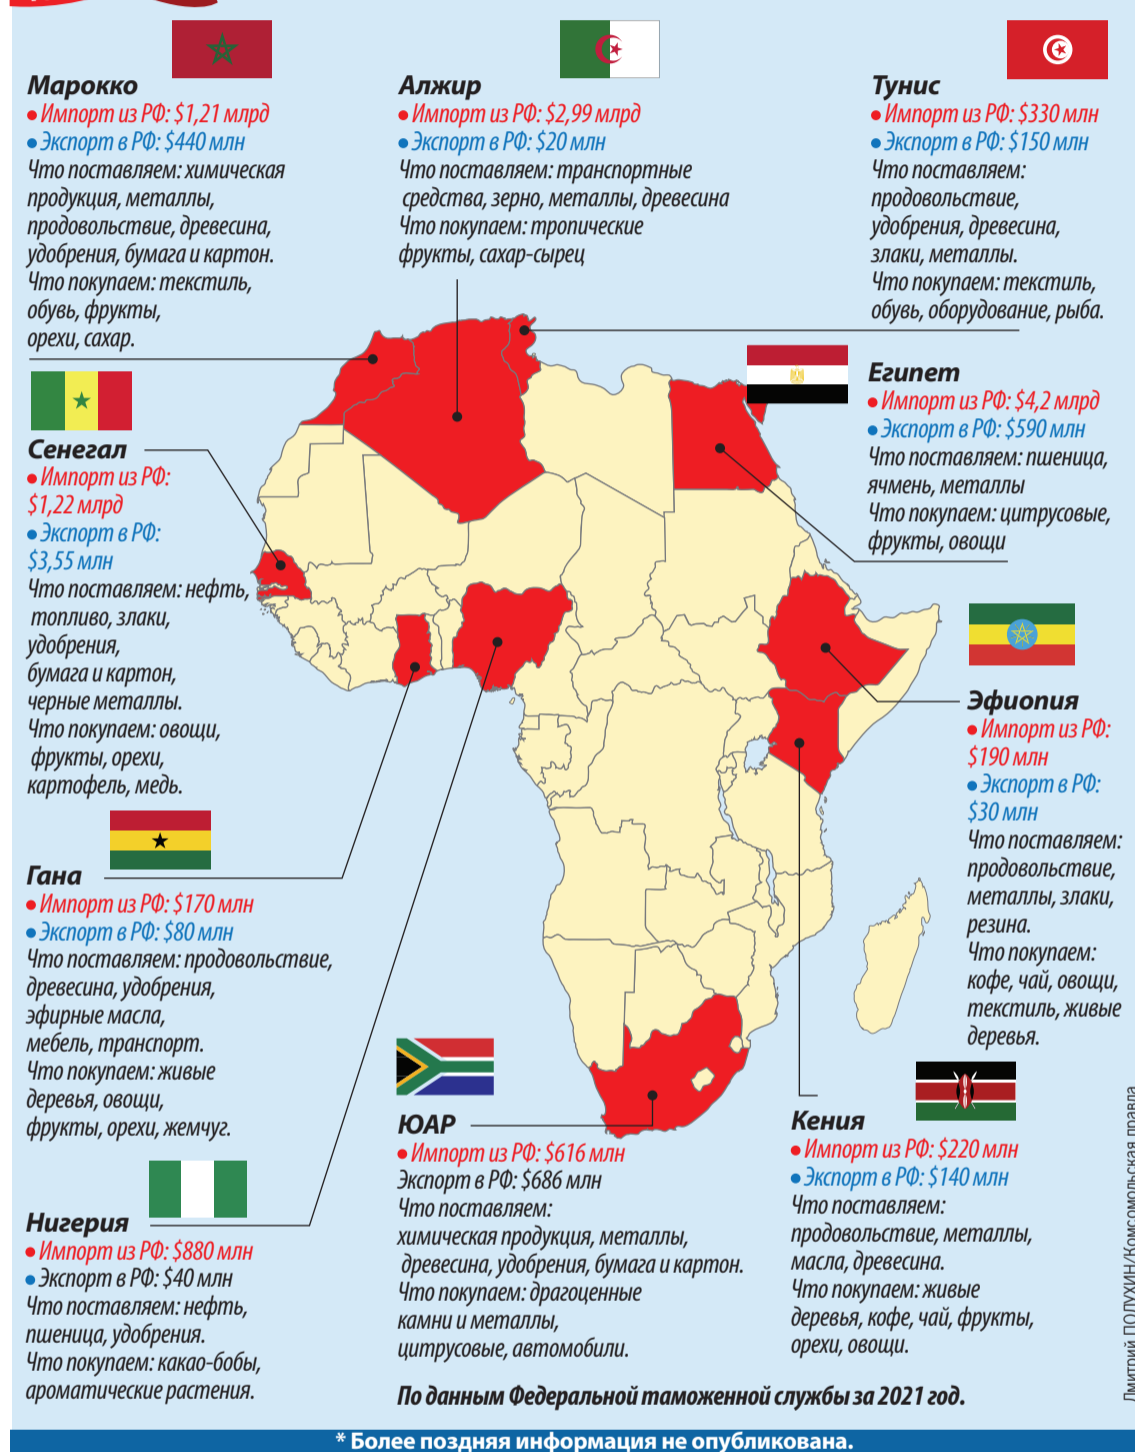 Марокко
• Импорт из РФ: $1,21 млрд
• Экспорт в РФ: $440 млн
Что поставляем: химическая
продукция, металлы,
продовольствие, древесина,
удобрения, бумага и картон.
Что покупаем: текстиль,
обувь, фрукты,
орехи, сахар.
Алжир
• Импорт из РФ: $2,99 млрд
• Экспорт в РФ: $20 млн
Что поставляем: транспортные
средства, зерно, металлы, древесина
Что покупаем: тропические
фрукты, сахар-сырец
Тунис
• Импорт из РФ: $330 млн
• Экспорт в РФ: $150 млн
Что поставляем:
продовольствие,
удобрения, древесина,
злаки, металлы.
Что покупаем: текстиль,
обувь, оборудование, рыба.
Египет
• Импорт из РФ: $4,2 млрд
• Экспорт в РФ: $590 млн
Что поставляем: пшеница,
ячмень, металлы
Что покупаем: цитрусовые,
фрукты, овощи
Сенегал
• Импорт из РФ:
$1,22 млрд
• Экспорт в РФ:
$3,55 млн
Что поставляем: нефть,
топливо, злаки,
удобрения,
бумага и картон,
черные металлы.
Что покупаем: овощи,
фрукты, орехи,
картофель, медь.
Эфиопия
• Импорт из РФ:
$190 млн
• Экспорт в РФ:
$30 млн
Что поставляем:
продовольствие,
металлы, злаки,
резина.
Что покупаем:
кофе, чай, овощи,
текстиль, живые
деревья.
Гана
• Импорт из РФ: $170 млн
• Экспорт в РФ: $80 млн
Что поставляем: продовольствие,
древесина, удобрения,
эфирные масла,
мебель, транспорт.
Что покупаем: живые
деревья, овощи,
фрукты, орехи, жемчуг.
Нигерия
• Импорт из РФ: $880 млн
• Экспорт в РФ: $40 млн
Что поставляем: нефть,
пшеница, удобрения.
Что покупаем: какао-бобы,
ароматические растения.
ЮАР
• Импорт из РФ: $616 млн
Экспорт в РФ: $686 млн
Что поставляем:
химическая продукция, металлы,
древесина, удобрения, бумага и картон.
Что покупаем: драгоценные
камни и металлы,
цитрусовые, автомобили.
Кения
• Импорт из РФ: $220 млн
• Экспорт в РФ: $140 млн
Что поставляем:
продовольствие, металлы,
масла, древесина.
Что покупаем: живые
деревья, кофе, чай, фрукты,
орехи, овощи.
По данным Федеральной таможенной службы за 2021 год.
Дмитрий ПОЛУХИН/Комсомольская правда
* Более поздняя информация не опубликована.